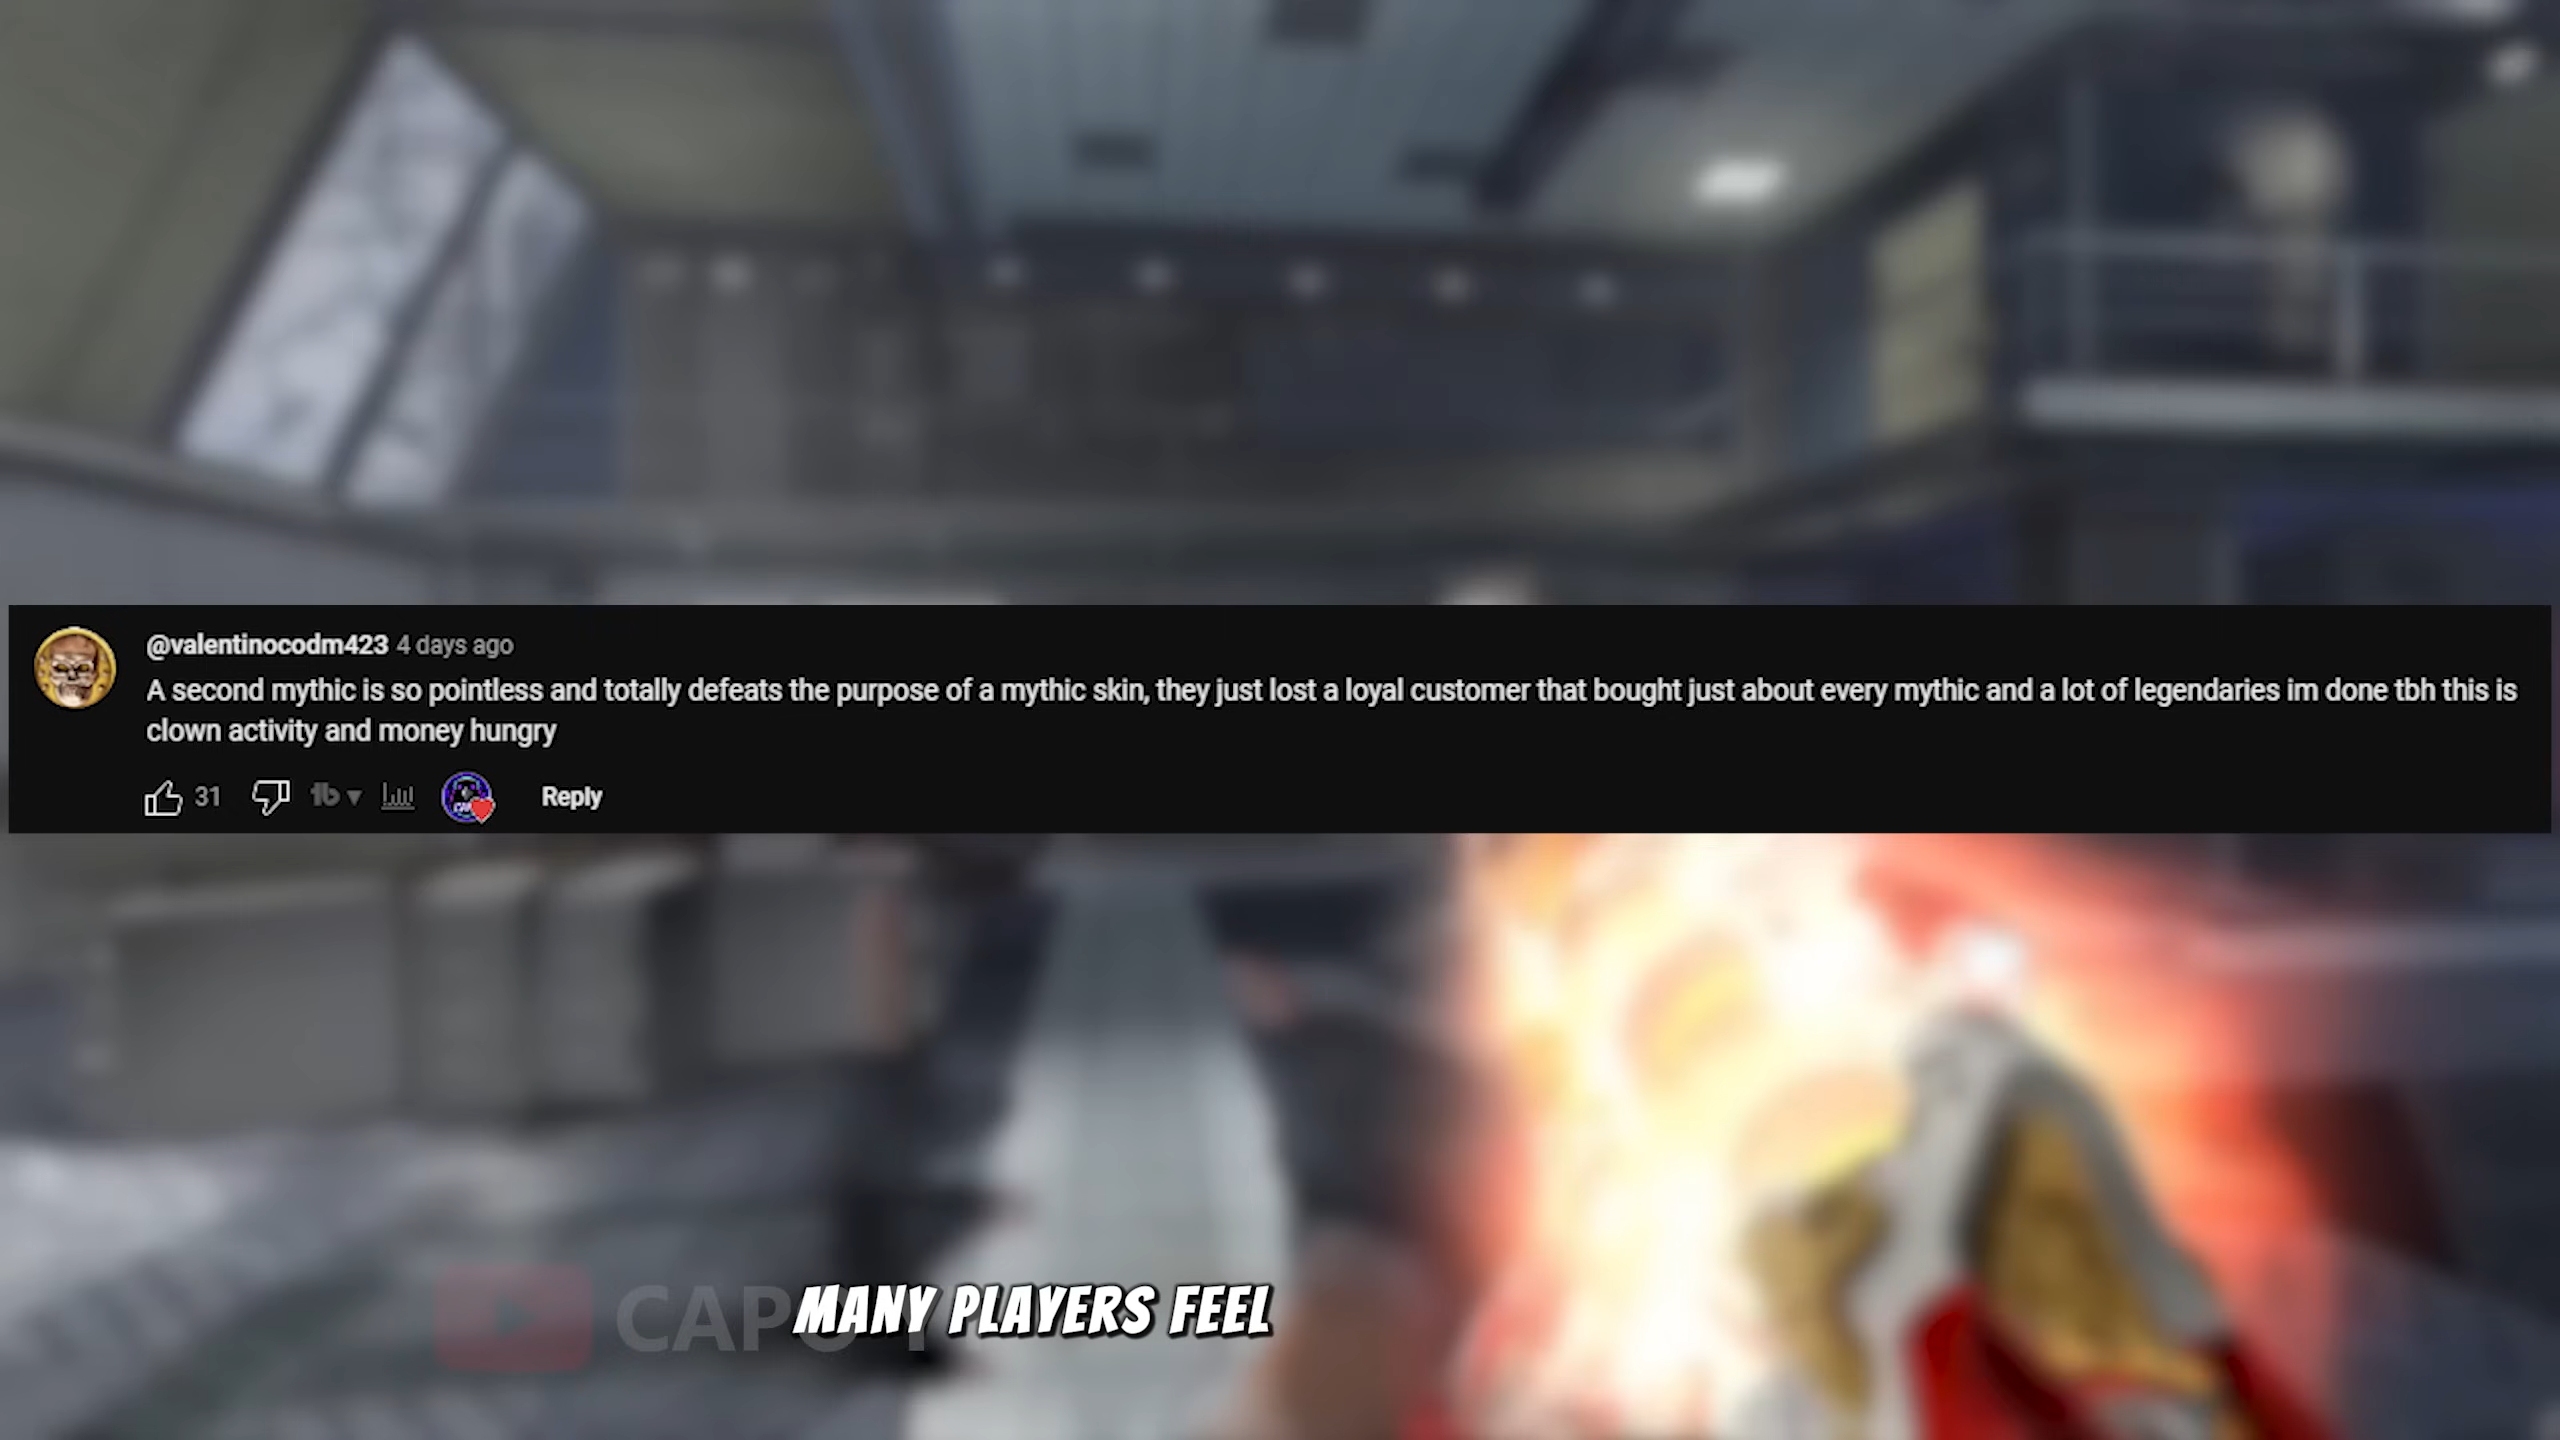 @valentinocodm423 4 days ago
A second mythic is so pointless and totally defeats the purpose of a mythic skin, they just lost a loyal customer that bought just about every mythic and a lot of legendaries im done tbh this is
clown activity and money hungry
31 Reply
MANY PLAYERS FEEL